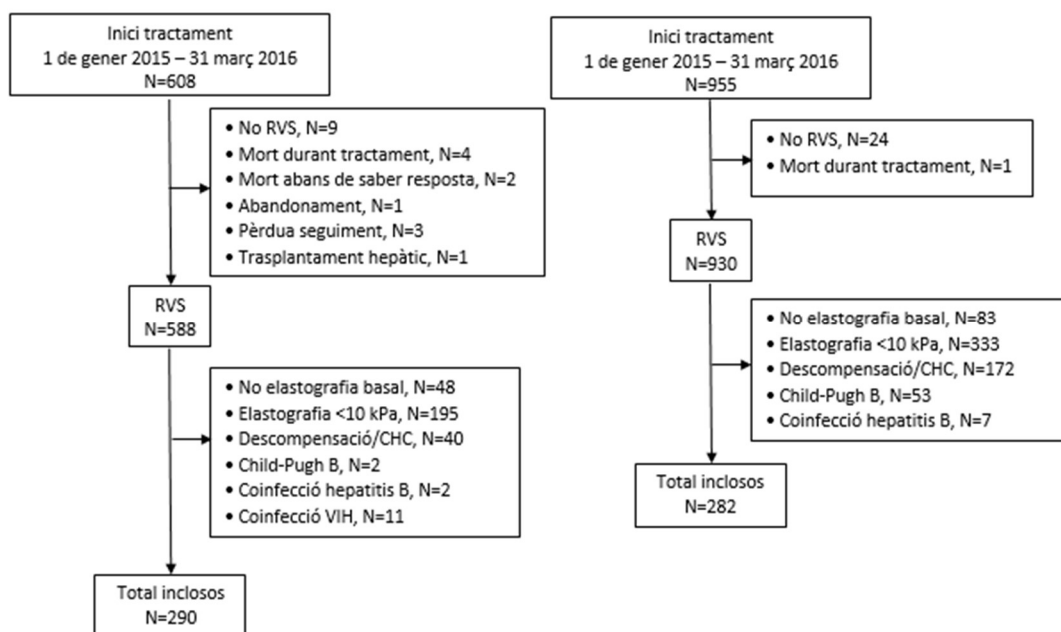 Inici tractament
1 de gener 2015 – 31 març 2016
N=608
• No RVS, N=9
• Mort durant tractament, N=4
• Mort abans de saber resposta, N=2
• Abandonament, N=1
• Pèrdua seguiment, N=3
• Trasplantament hepàtic, N=1
RVS
N=588
• No elastografia basal, N=48
• Elastografia <10 kPa, N=195
• Descompensació/CHC, N=40
• Child-Pugh B, N=2
• Coinfecció hepatitis B, N=2
• Coinfecció VIH, N=11
Total inclosos
N=290
Inici tractament
1 de gener 2015 – 31 març 2016
N=955
• No RVS, N=24
• Mort durant tractament, N=1
RVS
N=930
• No elastografia basal, N=83
• Elastografia <10 kPa, N=333
• Descompensació/CHC, N=172
• Child-Pugh B, N=53
• Coinfecció hepatitis B, N=7
Total inclosos
N=282